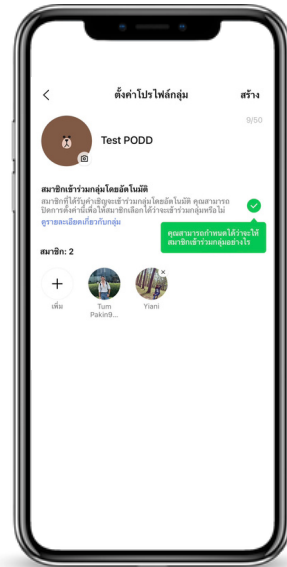 ตั้งค่าโปรไฟล์กลุ่ม
สร้าง
9/50
Test PODD
สมาชิกเข้าร่วมกลุ่มโดยอัตโนมัติ
สมาชิกที่ได้รับคำเชิญจะเข้าร่วมกลุ่มโดยอัตโนมัติ คุณสามารถ
ปิดการตั้งค่านี้เพื่อให้สมาชิกเลือกได้ว่าจะเข้าร่วมกลุ่มหรือไม่
ดูรายละเอียดเกี่ยวกับกลุ่ม
คุณสามารถกำหนดได้ว่าจะให้
สมาชิกเข้าร่วมกลุ่มอย่างไร
สมาชิก: 2
เพิ่ม
Tum
Pakin9...
Yiani